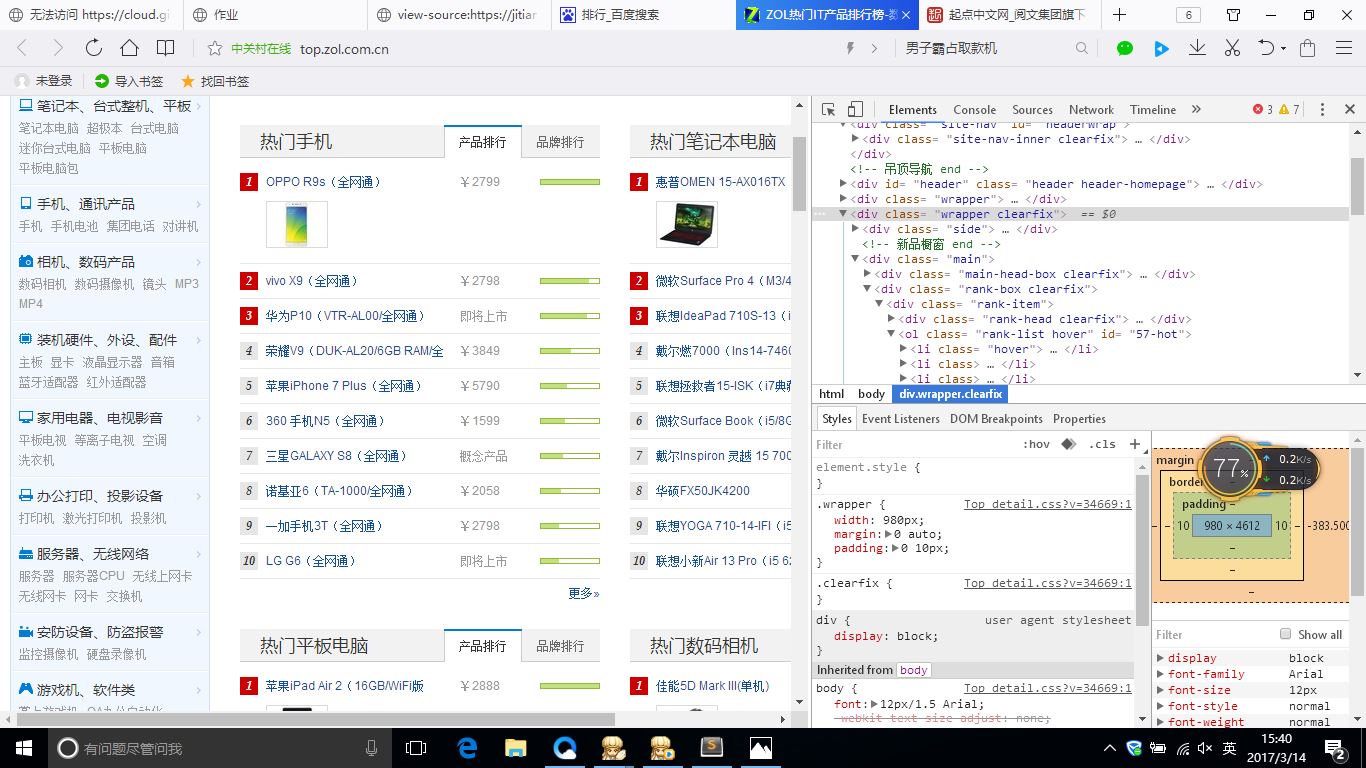 无法访问 https://cloud.gi
作业
view-source:https://jitian
排行_百度搜索
ZOL热门IT产品排行榜-数
起点中文网_阅文集团旗下
6
中关村在线 top.zol.com.cn
男子霸占取款机
未登录
导入书签
找回书签
笔记本、台式整机、平板
笔记本电脑 超极本 台式电脑
迷你台式电脑 平板电脑
平板电脑包
手机、通讯产品
手机 手机电池 集团电话 对讲机
相机、数码产品
数码相机 数码摄像机 镜头 MP3
MP4
装机硬件、外设、配件
主板 显卡 液晶显示器 音箱
蓝牙适配器 红外适配器
家用电器、电视影音
平板电视 等离子电视 空调
洗衣机
办公打印、投影设备
打印机 激光打印机 投影机
服务器、无线网络
服务器 服务器CPU 无线上网卡
无线网卡 网卡 交换机
安防设备、防盗报警
监控摄像机 硬盘录像机
游戏机、软件类
热门手机 产品排行 品牌排行
1 OPPO R9s（全网通） ￥2799
2 vivo X9（全网通） ￥2798
3 华为P10（VTR-AL00/全网通） 即将上市
4 荣耀V9（DUK-AL20/6GB RAM/全 ￥3849
5 苹果iPhone 7 Plus（全网通） ￥5790
6 360 手机N5（全网通） ￥1599
7 三星GALAXY S8（全网通） 概念产品
8 诺基亚6（TA-1000/全网通） ￥2058
9 一加手机3T（全网通） ￥2798
10 LG G6（全网通） 即将上市
更多»
热门平板电脑 产品排行 品牌排行
1 苹果iPad Air 2（16GB/WiFi版 ￥2888
热门笔记本电脑
1 惠普OMEN 15-AX016TX
2 微软Surface Pro 4（M3/4
3 联想IdeaPad 710S-13（i
4 戴尔燃7000（Ins14-7460
5 联想拯救者15-ISK（i7典藏
6 微软Surface Book（i5/8G
7 戴尔Inspiron 灵越 15 700
8 华硕FX50JK4200
9 联想YOGA 710-14-IFI（i5
10 联想小新Air 13 Pro（i5 62
热门数码相机
1 佳能5D Mark III(单机)
Elements Console Sources Network Timeline » 3 7
<div class= "site-nav" id= "headerWrap">
<div class= "site-nav-inner clearfix"> … </div>
</div>
<!-- 吊顶导航 end -->
<div id= "header" class= "header header-homepage"> … </div>
<div class= "wrapper"> … </div>
<div class= "wrapper clearfix"> == $0
<div class= "side"> … </div>
<!-- 新品橱窗 end -->
<div class= "main">
<div class= "main-head-box clearfix"> … </div>
<div class= "rank-box clearfix">
<div class= "rank-item">
<div class= "rank-head clearfix"> … </div>
<ol class= "rank-list hover" id= "57-hot">
<li class= "hover"> … </li>
<li class> … </li>
<li class> … </li>
html body div.wrapper.clearfix
Styles Event Listeners DOM Breakpoints Properties
Filter :hov .cls +
element.style {
}
.wrapper { Top_detail.css?v=34669:1
width: 980px;
margin: 0 auto;
padding: 0 10px;
}
.clearfix { Top_detail.css?v=34669:1
}
div { user agent stylesheet
display: block;
}
Inherited from body
body { Top_detail.css?v=34669:1
font: 12px/1.5 Arial;
-webkit-text-size-adjust: none;
margin
border
padding –
10 980 × 4612 10 – -383.500
77%
0.2K/s
0.2K/s
Filter Show all
display block
font-family Arial
font-size 12px
font-style normal
font-weight normal
有问题尽管问我
英
15:40
2017/3/14
2